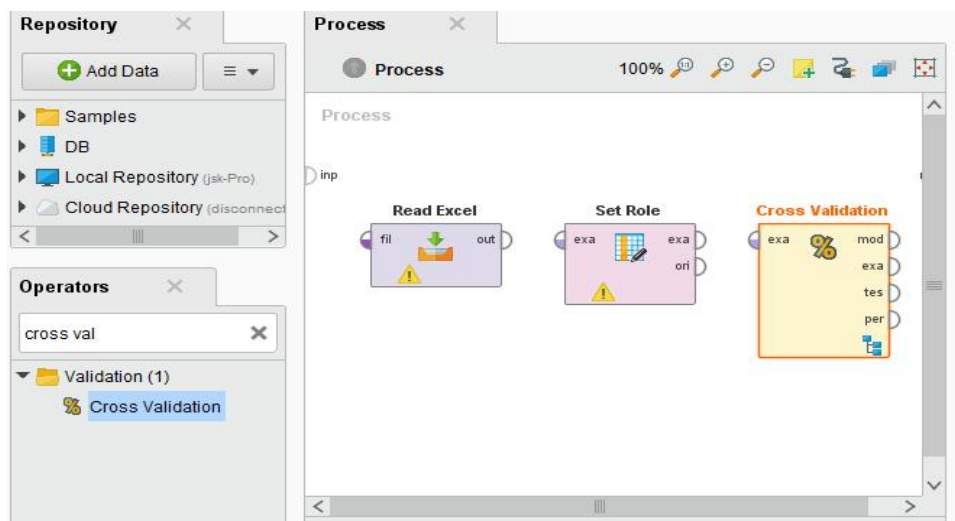 Repository
Add Data
Samples
DB
Local Repository (jsk-Pro)
Cloud Repository (disconnect
Operators
cross val
Validation (1)
Cross Validation
Process
Process
100%
Process
inp
Read Excel
fil
out
Set Role
exa
exa
ori
Cross Validation
exa
mod
exa
tes
per